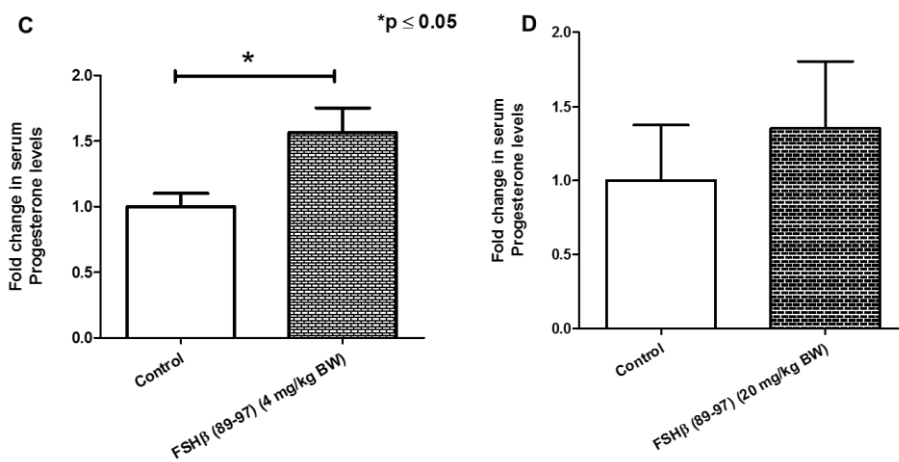 C
*p ≤ 0.05
*
2.0
1.5
1.0
0.5
0.0
Fold change in serum
Progesterone levels
Control
FSHβ (89-97) (4 mg/kg BW)
D
2.0
1.5
1.0
0.5
0.0
Fold change in serum
Progesterone levels
Control
FSHβ (89-97) (20 mg/kg BW)